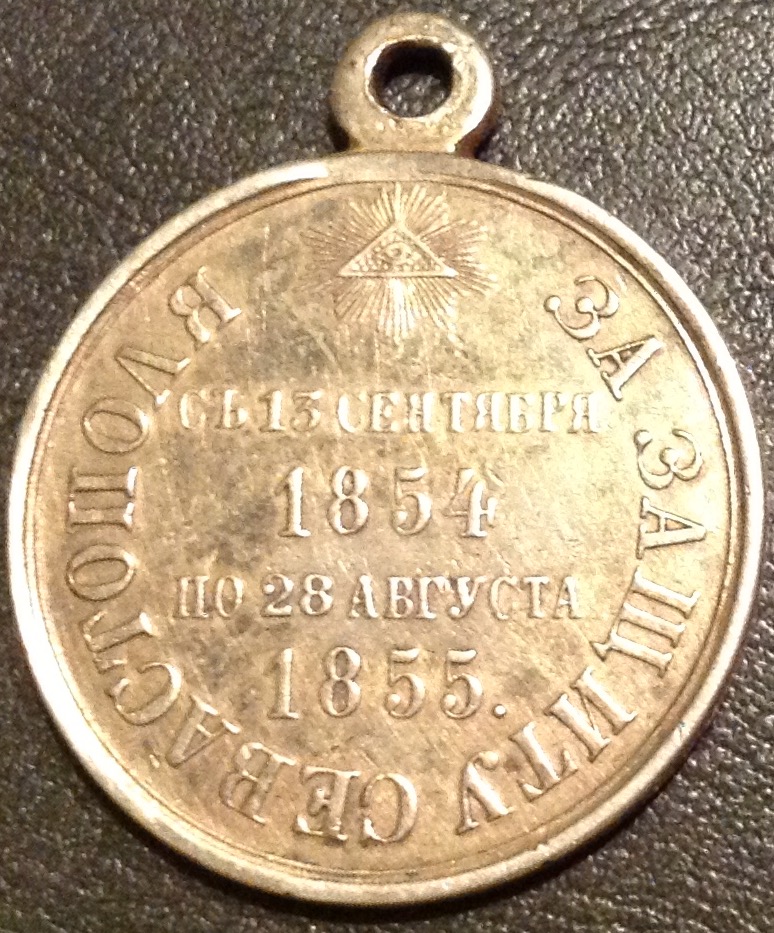 ЗА ЗАЩИТУ СЕВАСТОПОЛЯ
СЪ 13 СЕНТЯБРЯ
1854
ПО 28 АВГУСТА
1855.